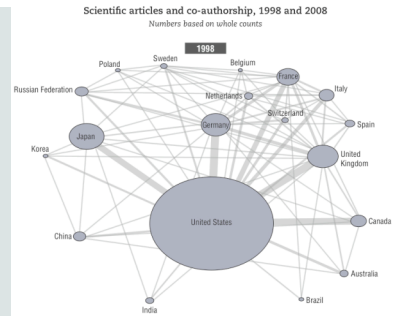 Scientific articles and co-authorship, 1998 and 2008
Numbers based on whole counts
1998
Sweden
Poland
Belgium
France
Russian Federation
Netherlands
Italy
Switzerland
Germany
Spain
Japan
Korea
United
Kingdom
United States
Canada
China
Australia
Brazil
India